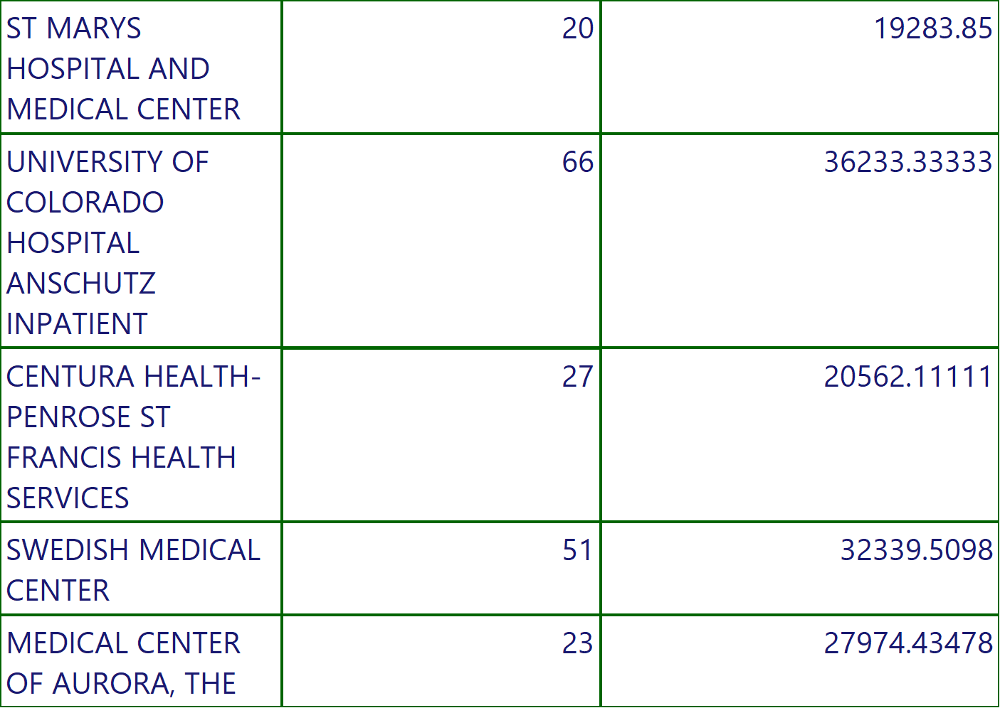 ST MARYS 20 19283.85
HOSPITAL AND
MEDICAL CENTER
UNIVERSITY OF 66 36233.33333
COLORADO
HOSPITAL
ANSCHUTZ
INPATIENT
CENTURA HEALTH- 27 20562.11111
PENROSE ST
FRANCIS HEALTH
SERVICES
SWEDISH MEDICAL 51 32339.5098
CENTER
MEDICAL CENTER 23 27974.43478
OF AURORA, THE